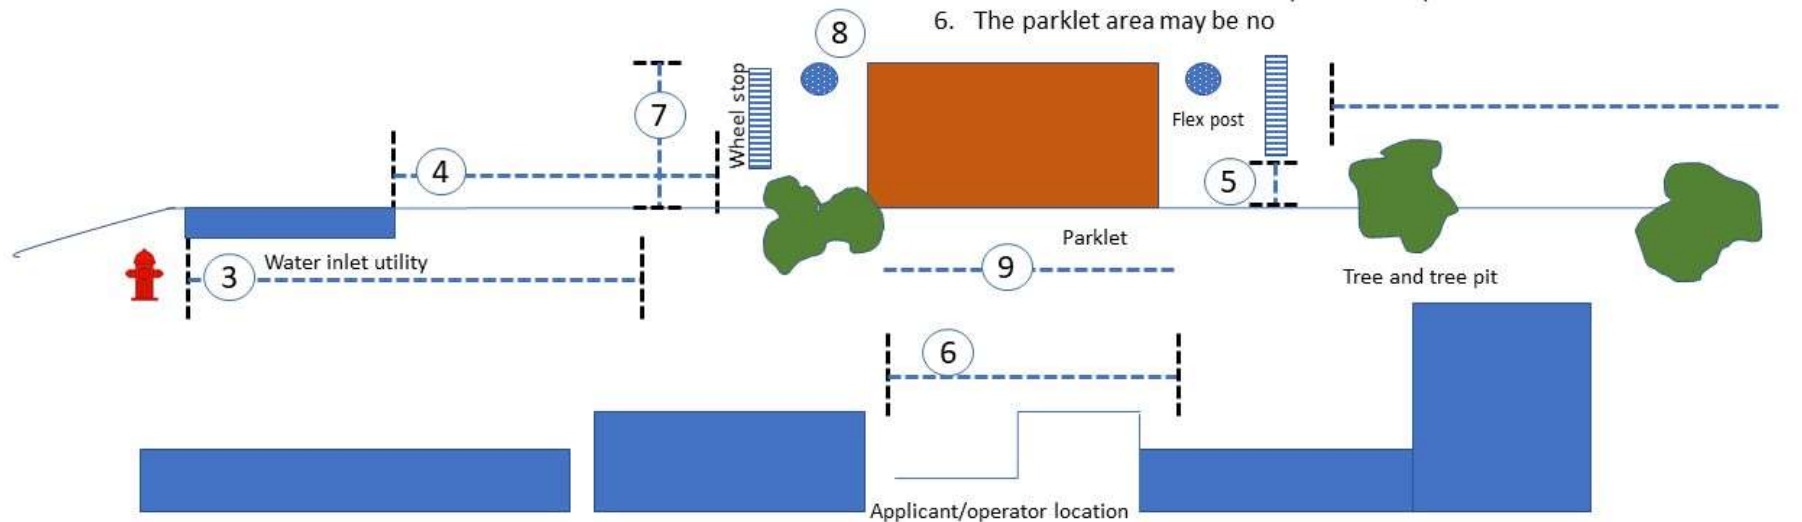 6. The parklet area may be no
8
7
Wheel stop
Flex post
4
5
Parklet
3
Water inlet utility
9
Tree and tree pit
6
Applicant/operator location